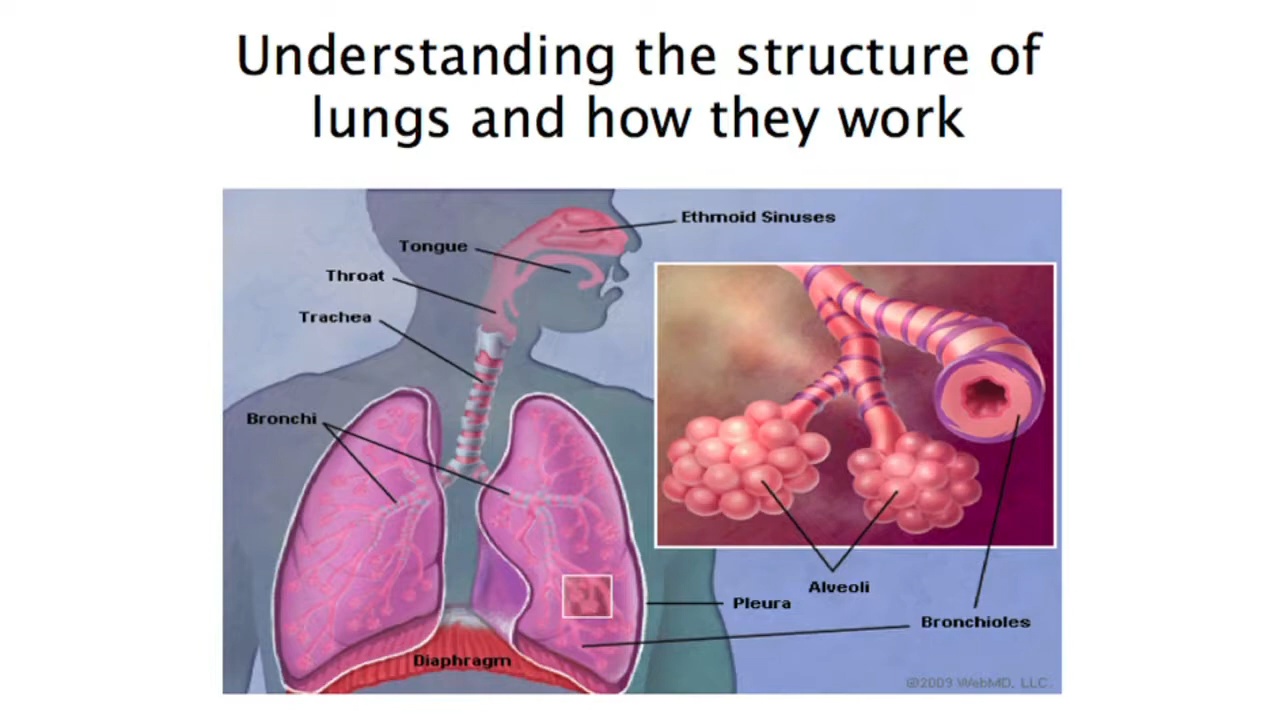 Understanding the structure of
lungs and how they work
Ethmoid Sinuses
Tongue
Throat
Trachea
Bronchi
Alveoli
Pleura
Bronchioles
Diaphragm
©2009 WebMD, LLC.